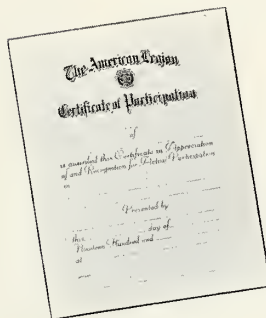 The American Legion
Certificate of Participation
of
is awarded this Certificate in Appreciation
of and Recognition for Active Participation
in
Presented by
this day of
Nineteen Hundred and
at